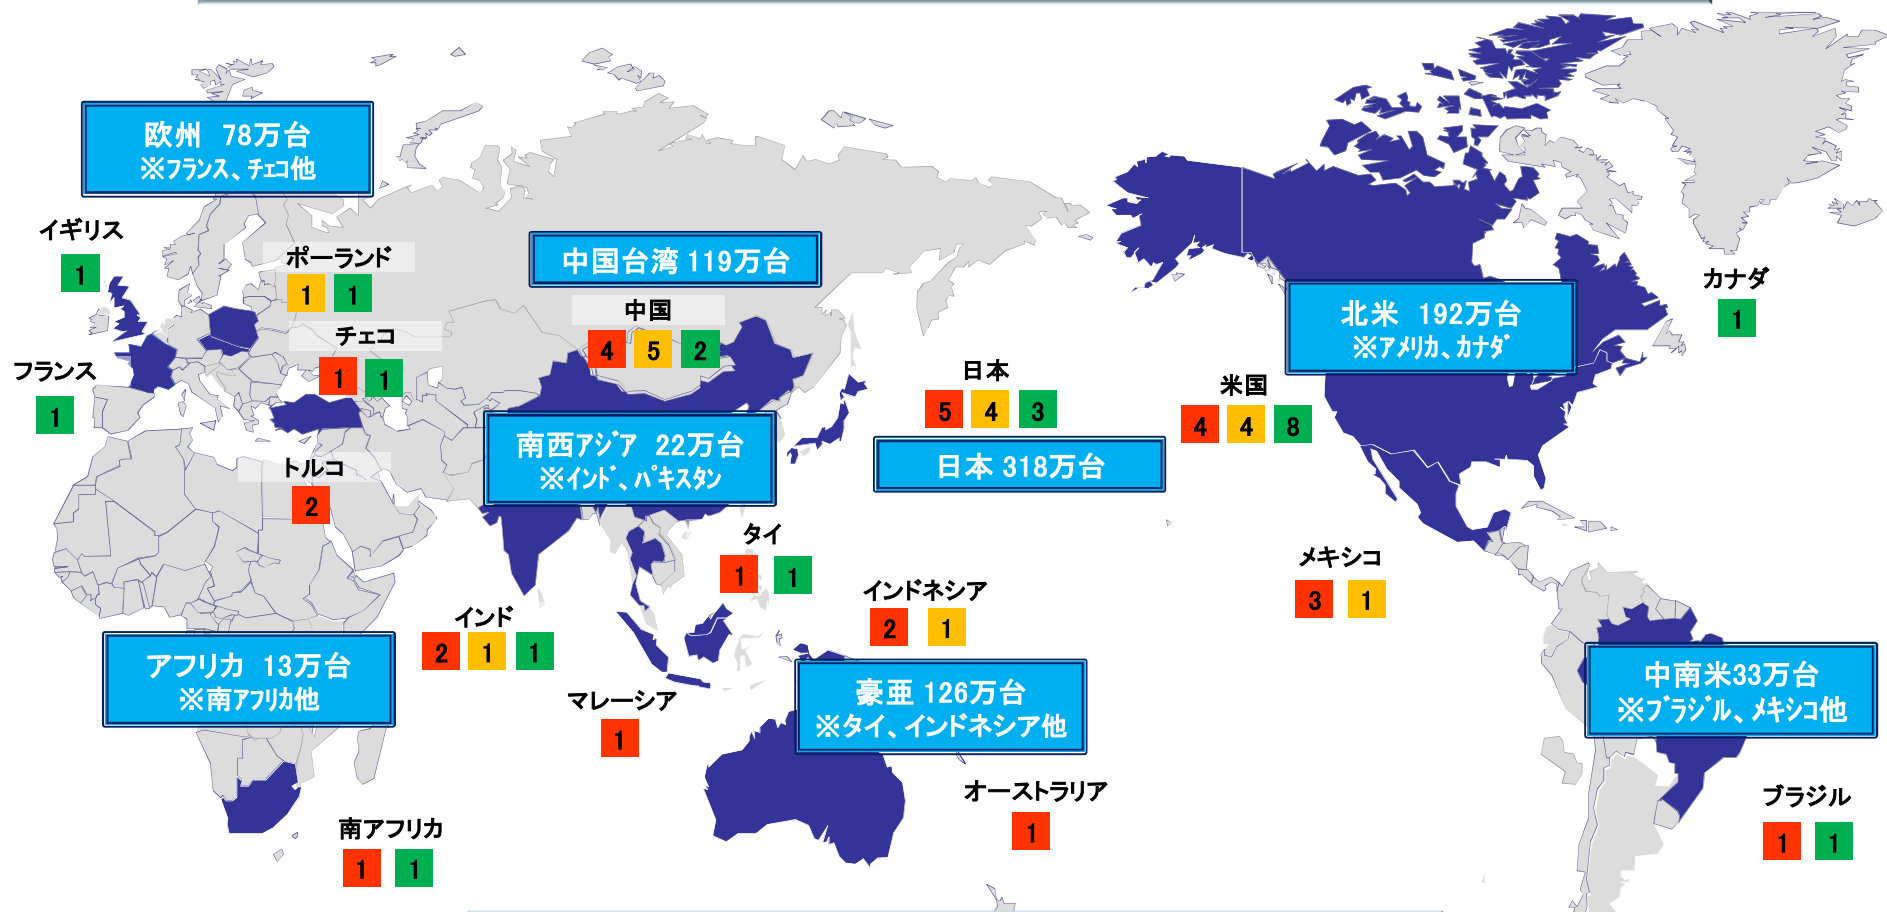 欧州 78万台
※フランス、チェコ他
イギリス
1
ポーランド
1 1
中国台湾 119万台
中国
4 5 2
カナダ
1
北米 192万台
※アメリカ、カナダ
チェコ
1 1
フランス
1
日本
5 4 3
日本 318万台
米国
4 4 8
南西アジア 22万台
※インド、パキスタン
トルコ
2
タイ
1 1
メキシコ
3 1
インドネシア
2 1
インド
2 1 1
アフリカ 13万台
※南アフリカ他
マレーシア
1
豪亜 126万台
※タイ、インドネシア他
中南米33万台
※ブラジル、メキシコ他
オーストラリア
1
ブラジル
1 1
南アフリカ
1 1